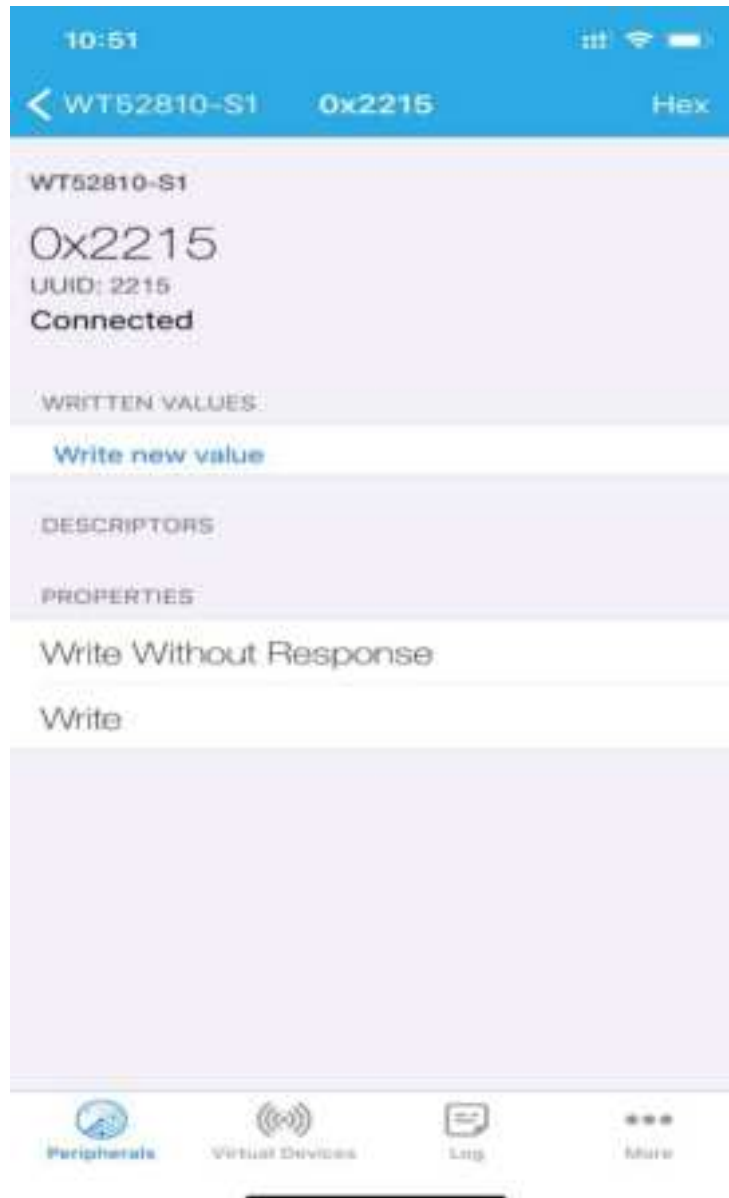 10:51
WT52810-S1 0x2215 Hex
WT52810-S1
0x2215
UUID: 2215
Connected
WRITTEN VALUES
Write new value
DESCRIPTORS
PROPERTIES
Write Without Response
Write
Peripherals Virtual Devices Log More